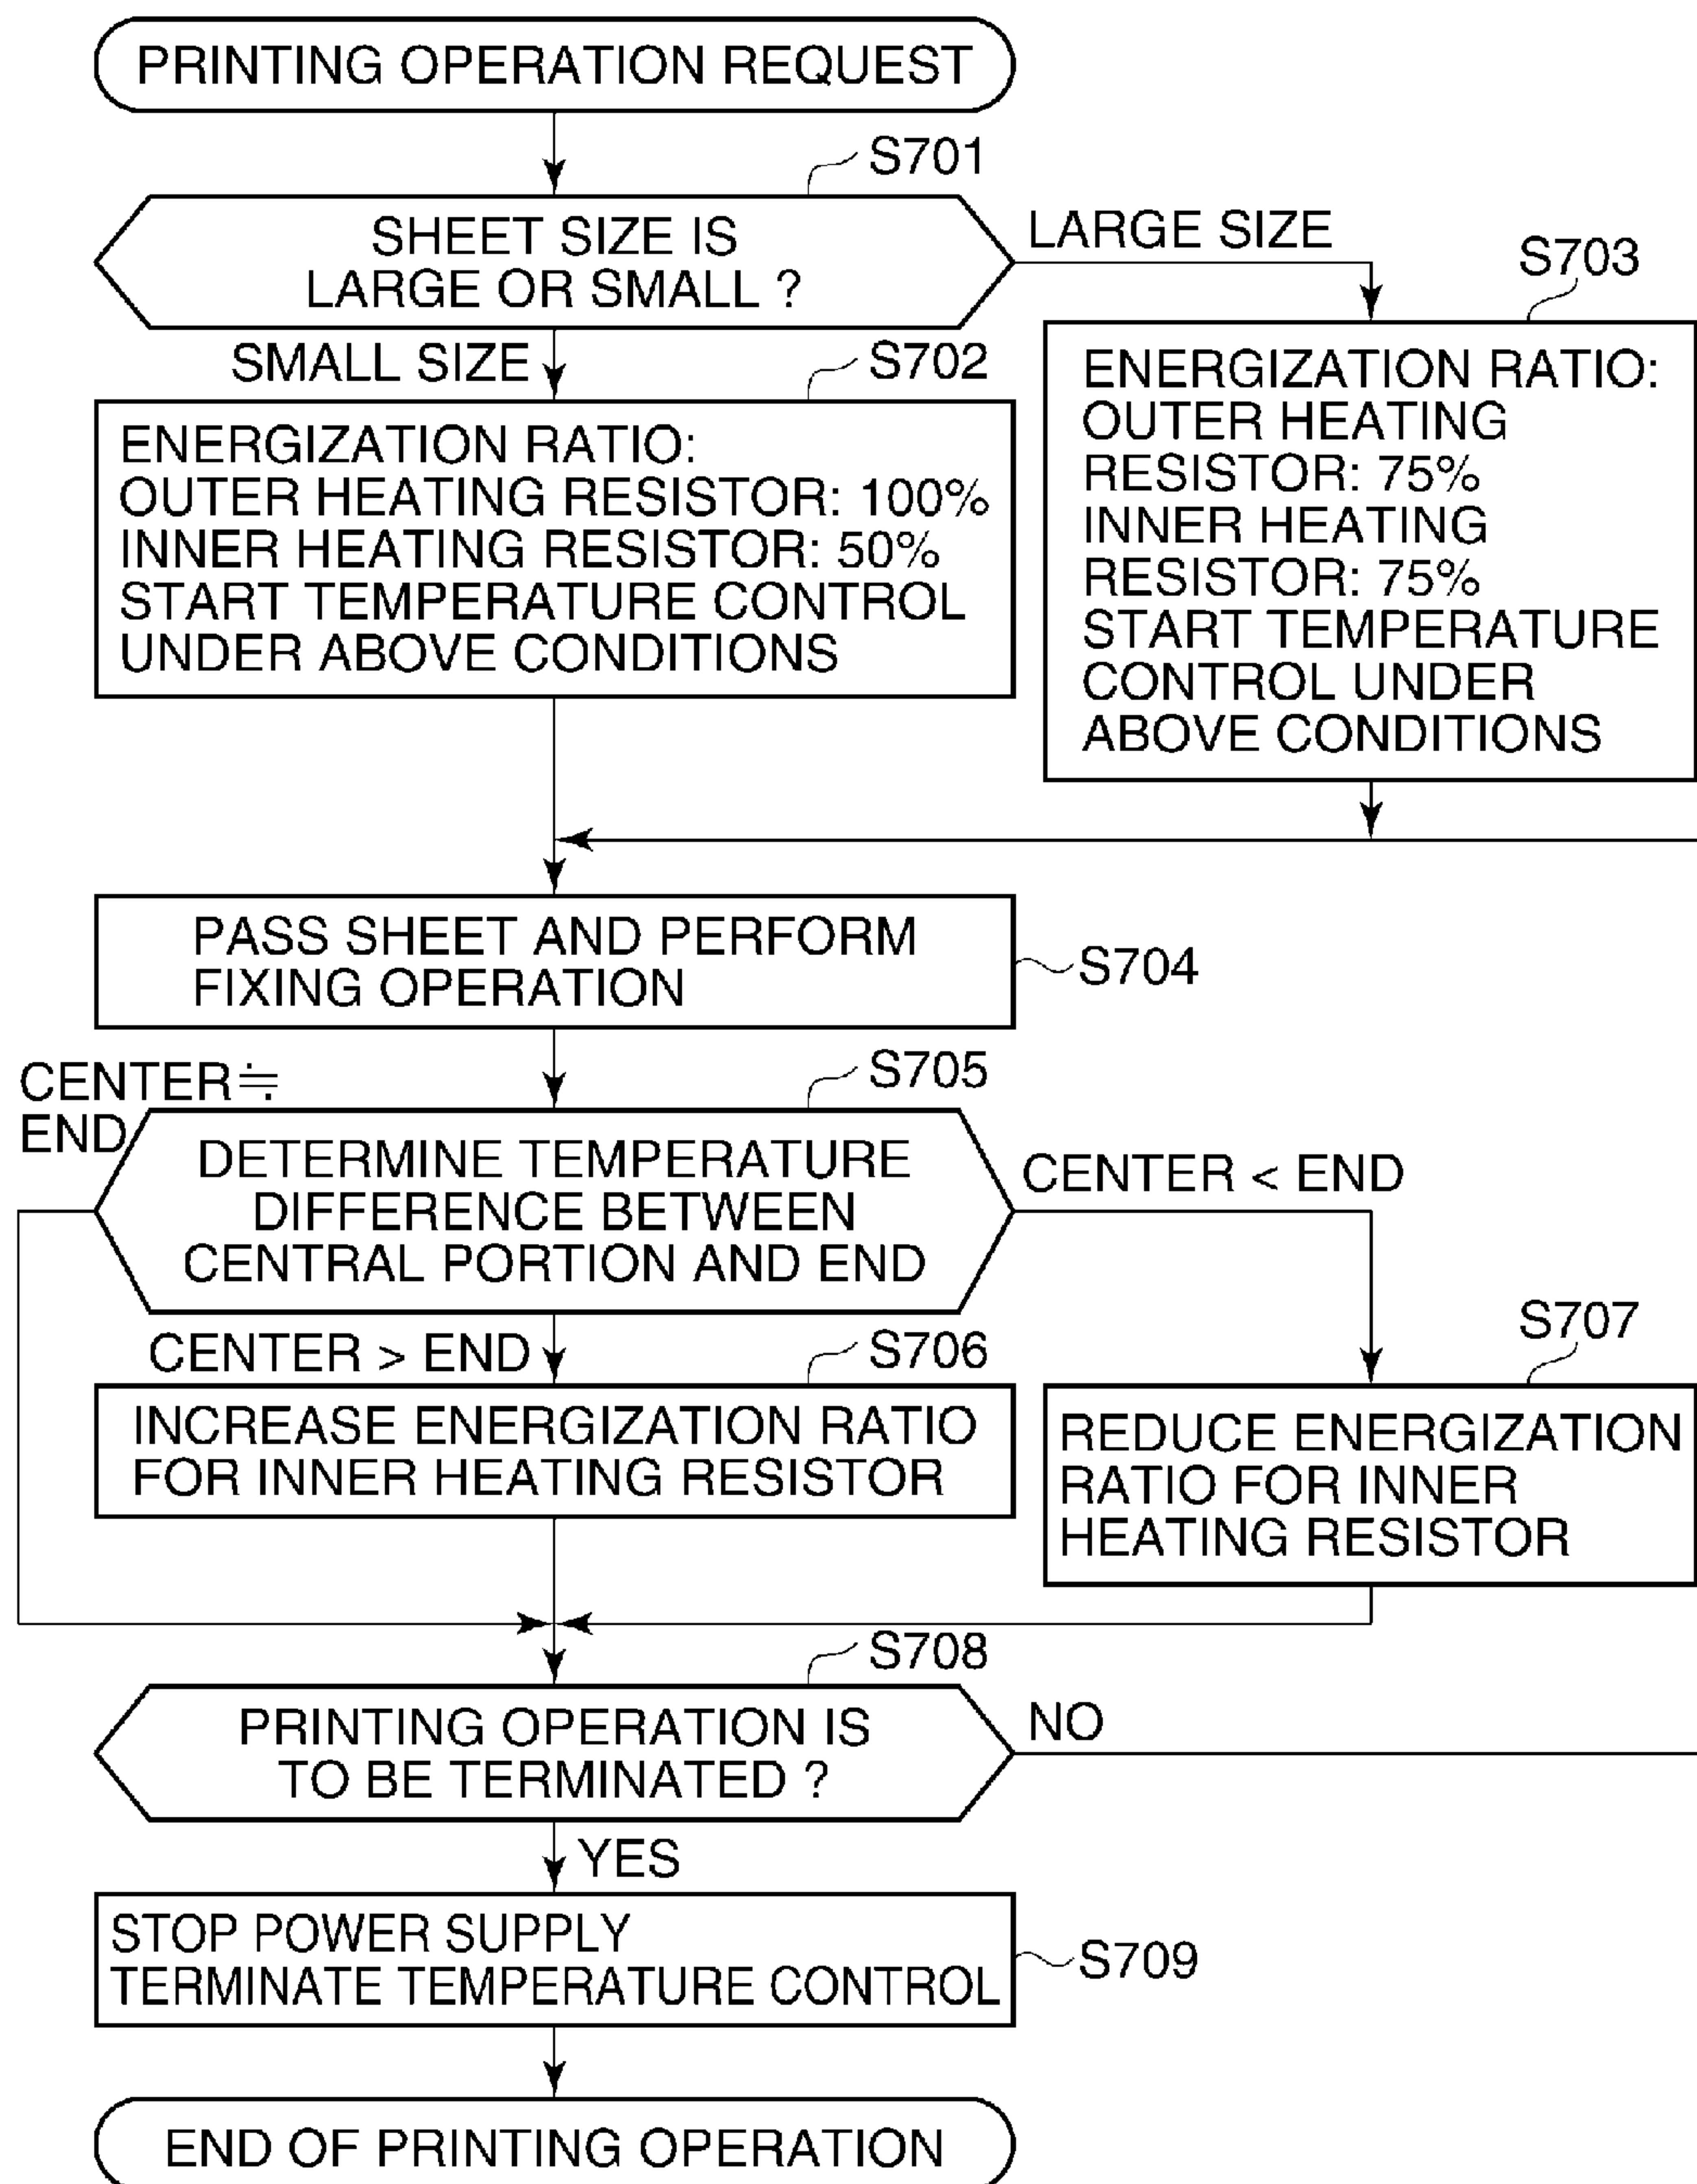 PRINTING OPERATION REQUEST
S701
SHEET SIZE IS
LARGE OR SMALL ?
LARGE SIZE
SMALL SIZE
S702
ENERGIZATION RATIO:
OUTER HEATING RESISTOR: 100%
INNER HEATING RESISTOR: 50%
START TEMPERATURE CONTROL
UNDER ABOVE CONDITIONS
S703
ENERGIZATION RATIO:
OUTER HEATING
RESISTOR: 75%
INNER HEATING
RESISTOR: 75%
START TEMPERATURE
CONTROL UNDER
ABOVE CONDITIONS
PASS SHEET AND PERFORM
FIXING OPERATION
S704
CENTER≒
END
S705
DETERMINE TEMPERATURE
DIFFERENCE BETWEEN
CENTRAL PORTION AND END
CENTER < END
CENTER > END
S706
INCREASE ENERGIZATION RATIO
FOR INNER HEATING RESISTOR
S707
REDUCE ENERGIZATION
RATIO FOR INNER
HEATING RESISTOR
S708
PRINTING OPERATION IS
TO BE TERMINATED ?
NO
YES
STOP POWER SUPPLY
TERMINATE TEMPERATURE CONTROL
S709
END OF PRINTING OPERATION